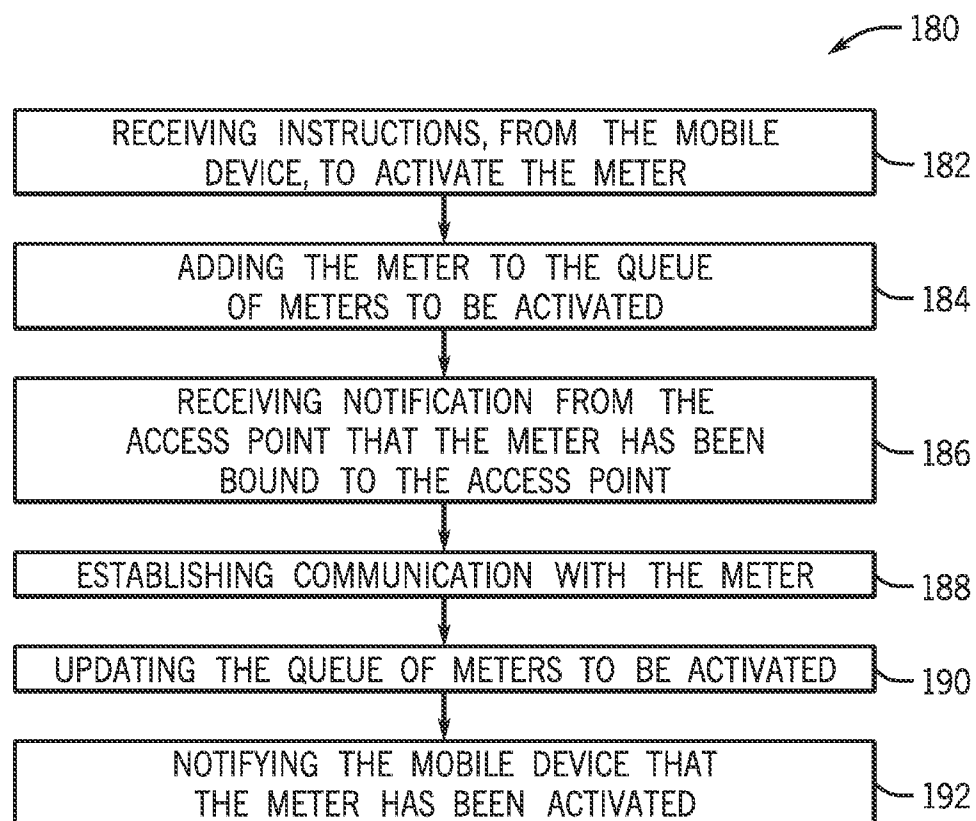 180
RECEIVING INSTRUCTIONS, FROM THE MOBILE
DEVICE, TO ACTIVATE THE METER
182
ADDING THE METER TO THE QUEUE
OF METERS TO BE ACTIVATED
184
RECEIVING NOTIFICATION FROM THE
ACCESS POINT THAT THE METER HAS BEEN
BOUND TO THE ACCESS POINT
186
ESTABLISHING COMMUNICATION WITH THE METER
188
UPDATING THE QUEUE OF METERS TO BE ACTIVATED
190
NOTIFYING THE MOBILE DEVICE THAT
THE METER HAS BEEN ACTIVATED
192